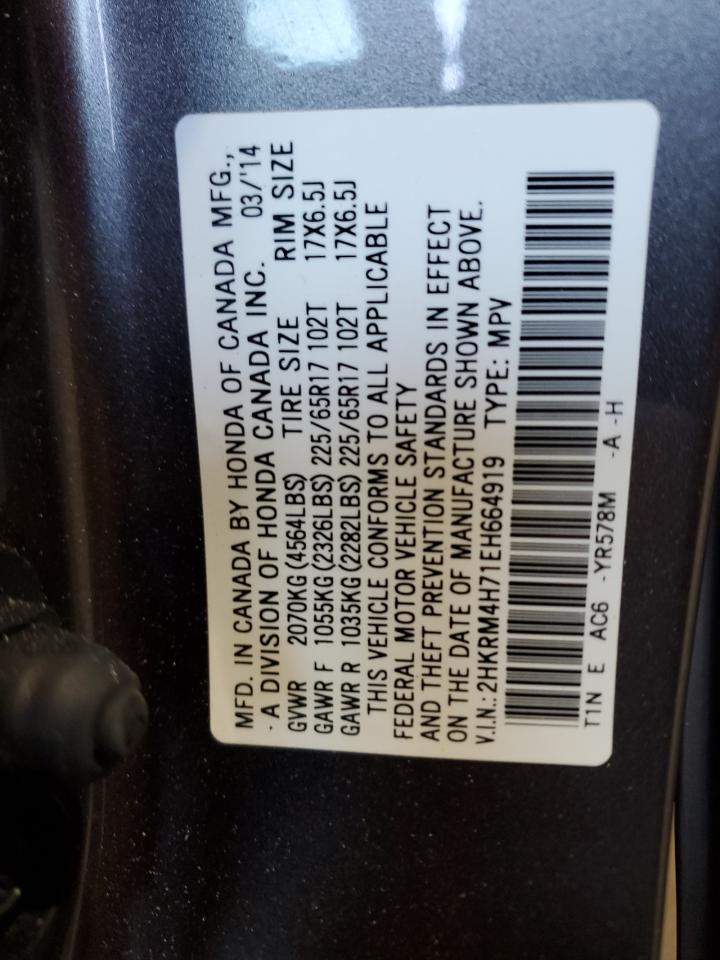 MFD. IN CANADA BY HONDA OF CANADA MFG.,
- A DIVISION OF HONDA CANADA INC. 03/'14
GVWR 2070KG (4564LBS) TIRE SIZE RIM SIZE
GAWR F 1055KG (2326LBS) 225/65R17 102T 17X6.5J
GAWR R 1035KG (2282LBS) 225/65R17 102T 17X6.5J
THIS VEHICLE CONFORMS TO ALL APPLICABLE
FEDERAL MOTOR VEHICLE SAFETY
AND THEFT PREVENTION STANDARDS IN EFFECT
ON THE DATE OF MANUFACTURE SHOWN ABOVE.
V.I.N.:2HKRM4H71EH664919 TYPE: MPV
T1N E AC6 -YR578M -A -H